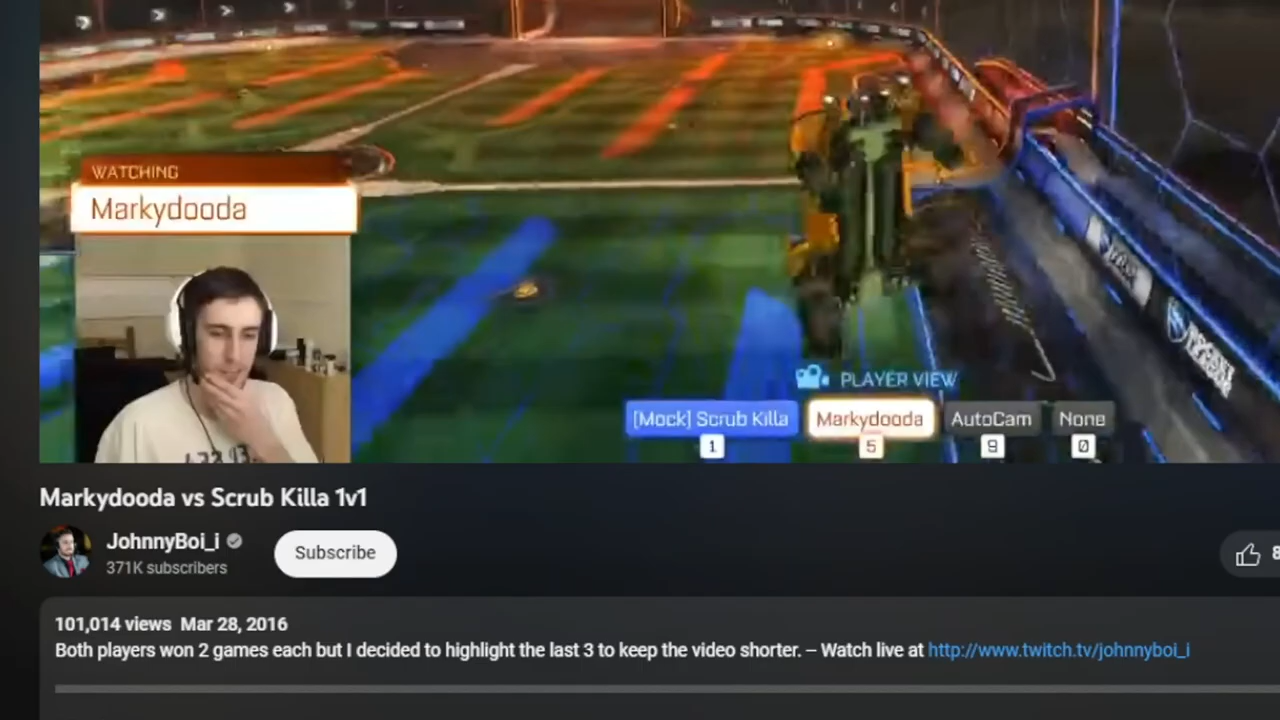 WATCHING
Markydooda
PLAYER VIEW
[Mock] Scrub Killa
Markydooda
AutoCam
None
1
5
9
0
Markydooda vs Scrub Killa 1v1
JohnnyBoi_i
371K subscribers
Subscribe
8
101,014 views Mar 28, 2016
Both players won 2 games each but I decided to highlight the last 3 to keep the video shorter. – Watch live at http://www.twitch.tv/johnnyboi_i